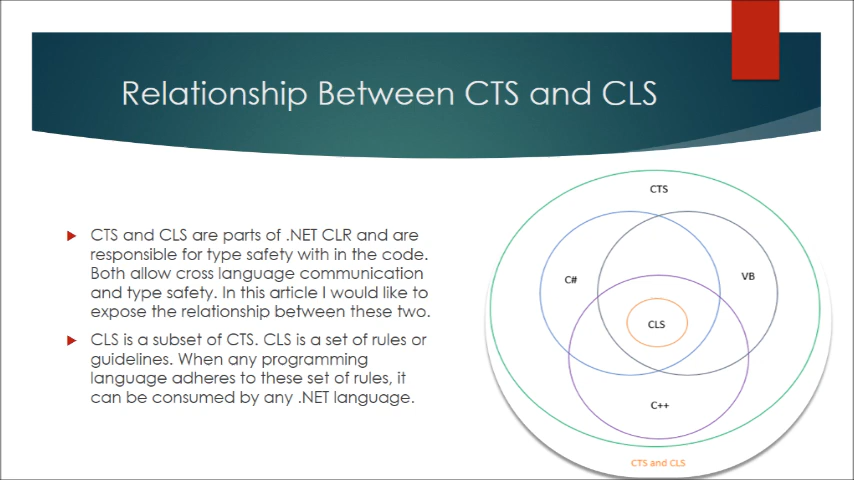 Relationship Between CTS and CLS
CTS and CLS are parts of .NET CLR and are
responsible for type safety with in the code.
Both allow cross language communication
and type safety. In this article I would like to
expose the relationship between these two.
CLS is a subset of CTS. CLS is a set of rules or
guidelines. When any programming
language adheres to these set of rules, it
can be consumed by any .NET language.
CTS
C#
VB
CLS
C++
CTS and CLS